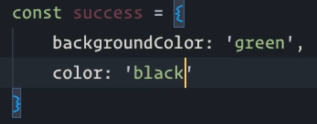 const success = {
    backgroundColor: 'green',
    color: 'black'
}